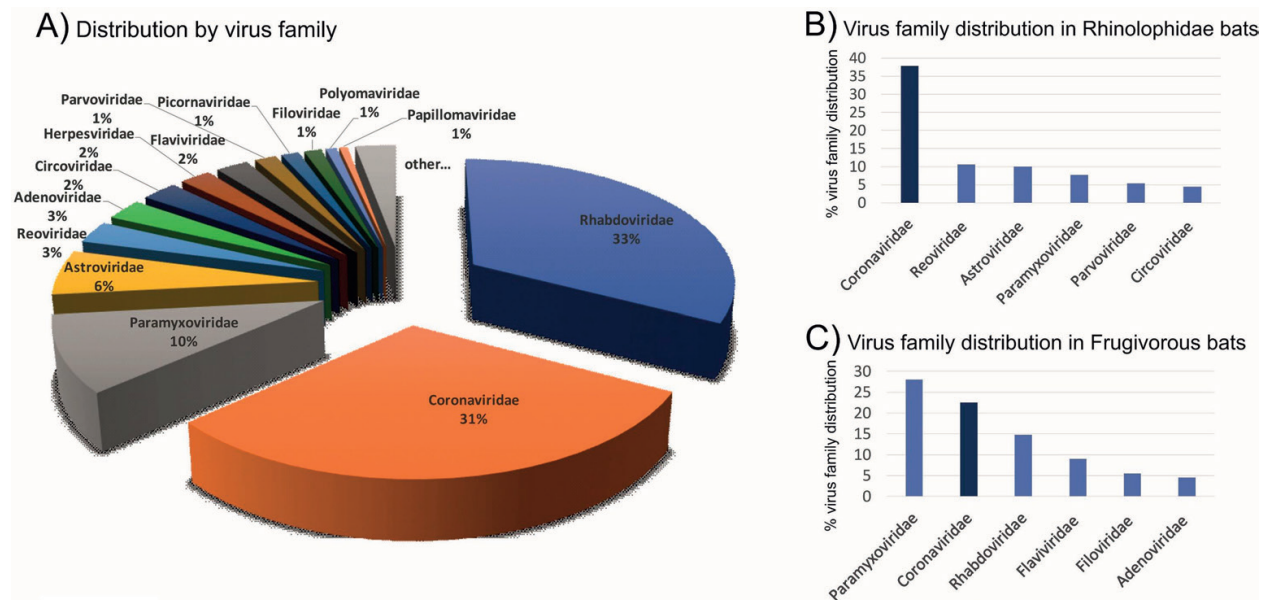 A) Distribution by virus family
Polyomaviridae
1%
Parvoviridae
1%
Picornaviridae
1%
Filoviridae
1%
Papillomaviridae
1%
Herpesviridae
2%
Flaviviridae
2%
other...
Circoviridae
2%
Adenoviridae
3%
Reoviridae
3%
Astroviridae
6%
Rhabdoviridae
33%
Paramyxoviridae
10%
Coronaviridae
31%
B) Virus family distribution in Rhinolophidae bats
% virus family distribution
40
35
30
25
20
15
10
5
0
Coronaviridae
Reoviridae
Astroviridae
Paramyxoviridae
Parvoviridae
Circoviridae
C) Virus family distribution in Frugivorous bats
% virus family distribution
30
25
20
15
10
5
0
Paramyxoviridae
Coronaviridae
Rhabdoviridae
Flaviviridae
Filoviridae
Adenoviridae